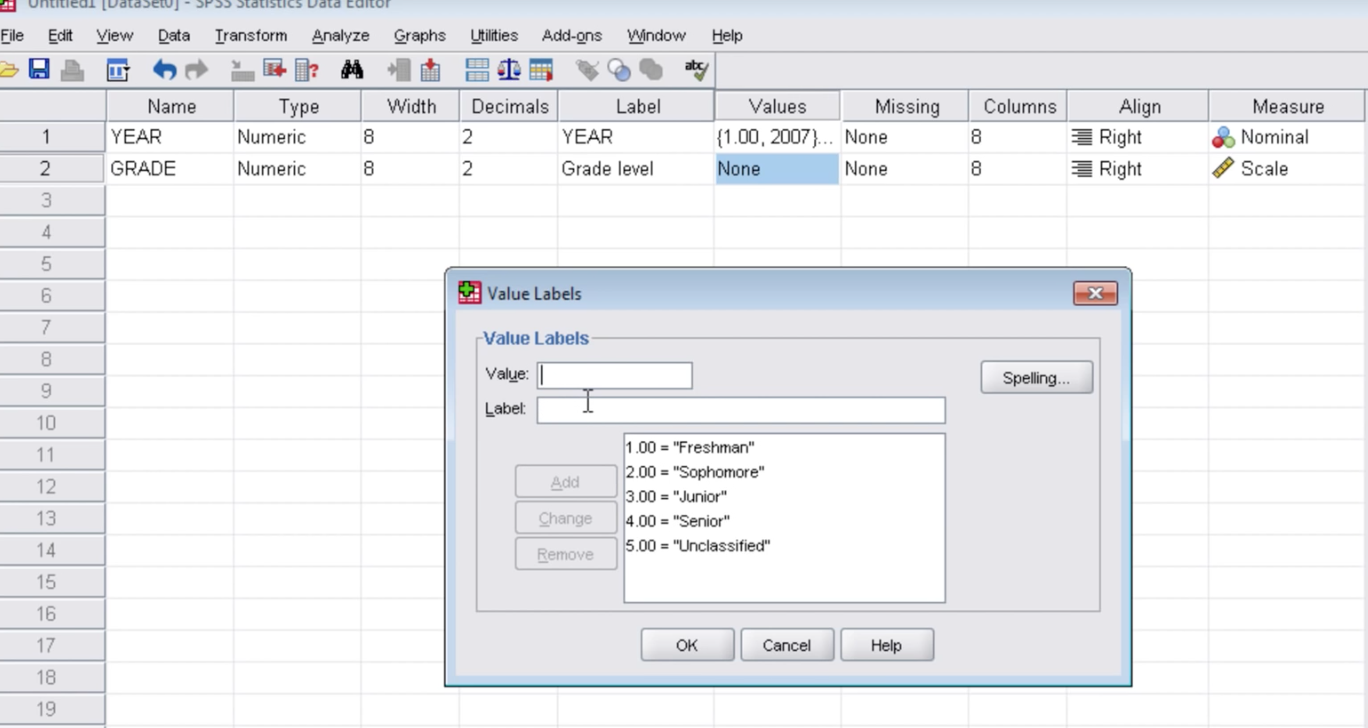 Untitled1 [DataSet0] - SPSS Statistics Data Editor
File Edit View Data Transform Analyze Graphs Utilities Add-ons Window Help
Name Type Width Decimals Label Values Missing Columns Align Measure
1 YEAR Numeric 8 2 YEAR {1.00, 2007}... None 8 Right Nominal
2 GRADE Numeric 8 2 Grade level None None 8 Right Scale
3
4
5
6
7
8
9
10
11
12
13
14
15
16
17
18
19
Value Labels
Value Labels
Value:
Spelling...
Label:
1.00 = "Freshman"
2.00 = "Sophomore"
3.00 = "Junior"
4.00 = "Senior"
5.00 = "Unclassified"
Add
Change
Remove
OK Cancel Help